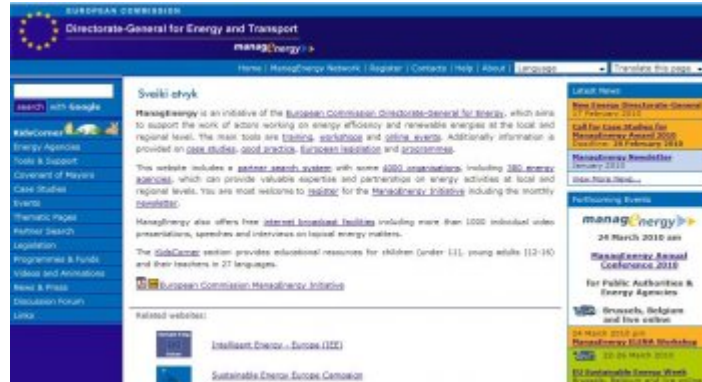 EUROPEAN COMMISSION
Directorate-General for Energy and Transport
managEnergy
Home | ManagEnergy Network | Register | Contacts | Help | About |
Language
Translate this page
search with Google
KidsCorner
Energy Agencies
Tools & Support
Covenant of Mayors
Case Studies
Events
Thematic Pages
Partner Search
Legislation
Programmes & Funds
Videos and Animations
News & Press
Discussion Forum
Links
Sveiki atvyk
ManagEnergy is an initiative of the European Commission Directorate-General for Energy, which aims
to support the work of actors working on energy efficiency and renewable energies at the local and
regional level. The main tools are training, workshops and online events. Additionally information is
provided on case studies, good practice, European legislation and programmes.
This website includes a partner search system with some 4000 organisations, including 380 energy
agencies, which can provide valuable expertise and partnerships on energy activities at local and
regional levels. You are most welcome to register for the ManagEnergy Initiative including the monthly
newsletter.
ManagEnergy also offers free internet broadcast facilities including more than 1000 individual video
presentations, speeches and interviews on topical energy matters.
The KidsCorner section provides educational resources for children (under 11), young adults (12-16)
and their teachers in 27 languages.
European Commission ManagEnergy Initiative
Related websites:
Intelligent Energy - Europe (IEE)
Sustainable Energy Europe Campaign
Latest News
New Energy Directorate-General
17 February 2010
Call for Case Studies for
ManagEnergy Award 2010
Deadline: 28 February 2010
ManagEnergy Newsletter
January 2010
View More News...
Forthcoming Events
managEnergy
24 March 2010 am
ManagEnergy Annual
Conference 2010
for Public Authorities &
Energy Agencies
Brussels, Belgium
and live online
24 March 2010 pm
ManagEnergy ELENA Workshop
22-26 March 2010
EU Sustainable Energy Week